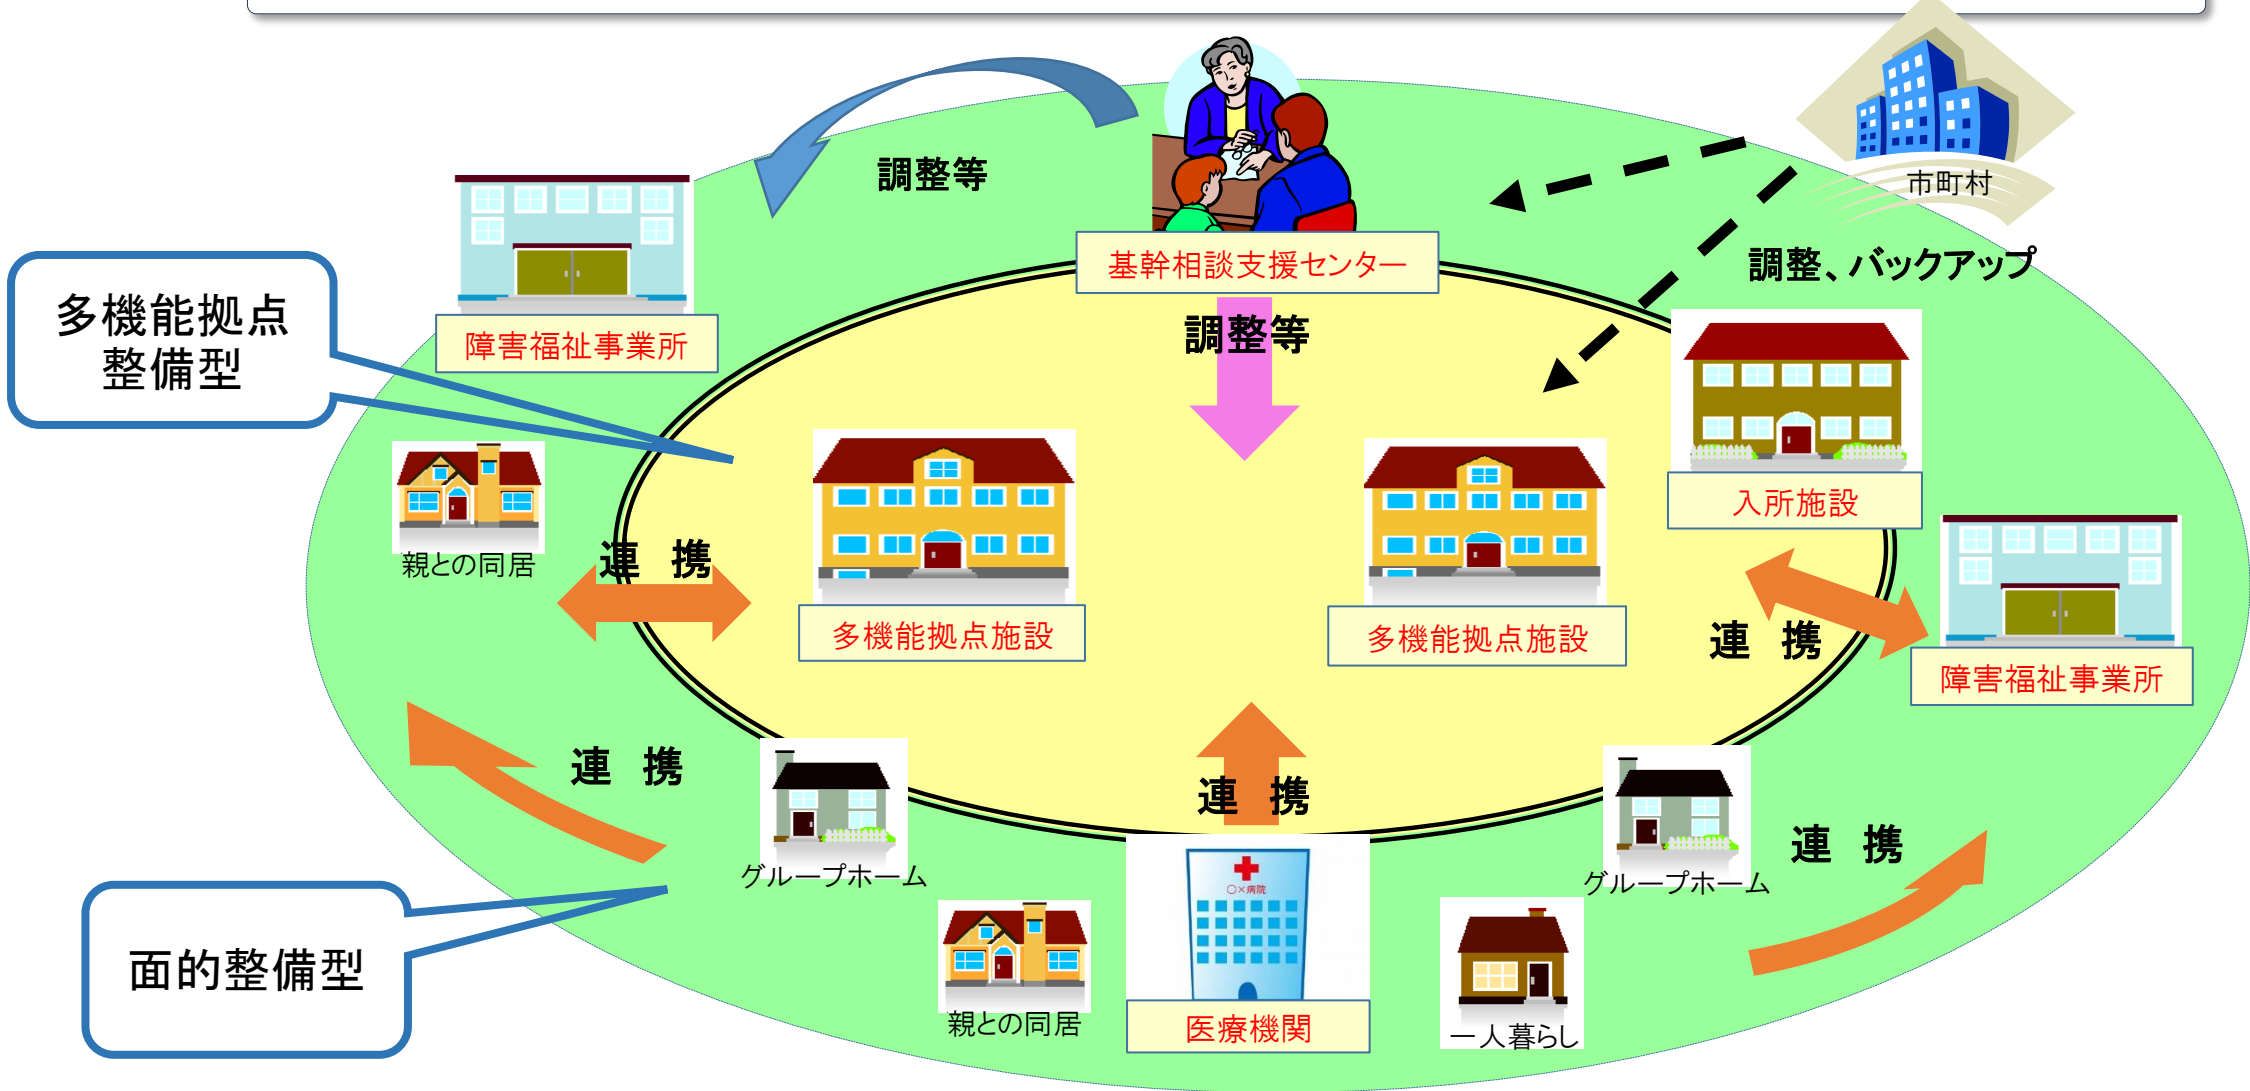 市町村
調整等
基幹相談支援センター
調整、バックアップ
多機能拠点
整備型
障害福祉事業所
調整等
入所施設
親との同居
連　携
多機能拠点施設
多機能拠点施設
連　携
障害福祉事業所
連　携
グループホーム
連　携
グループホーム
連　携
〇×病院
面的整備型
親との同居
医療機関
一人暮らし